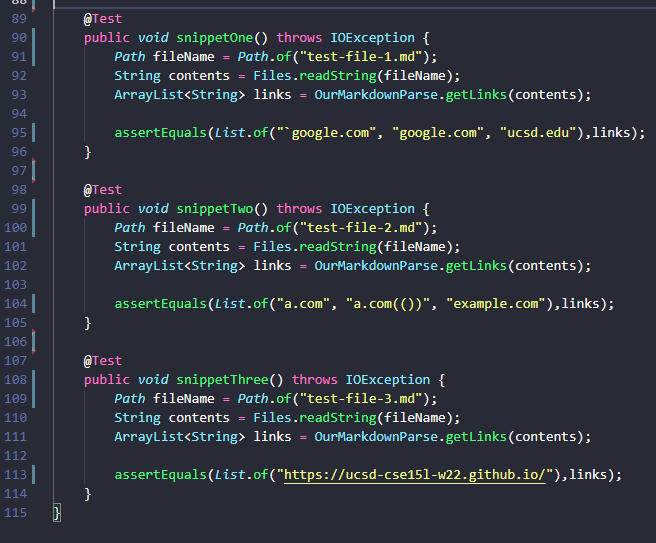 88
89 @Test
90 public void snippetOne() throws IOException {
91 Path fileName = Path.of("test-file-1.md");
92 String contents = Files.readString(fileName);
93 ArrayList<String> links = OurMarkdownParse.getLinks(contents);
94
95 assertEquals(List.of("`google.com", "google.com", "ucsd.edu"),links);
96 }
97
98 @Test
99 public void snippetTwo() throws IOException {
100 Path fileName = Path.of("test-file-2.md");
101 String contents = Files.readString(fileName);
102 ArrayList<String> links = OurMarkdownParse.getLinks(contents);
103
104 assertEquals(List.of("a.com", "a.com(())", "example.com"),links);
105 }
106
107 @Test
108 public void snippetThree() throws IOException {
109 Path fileName = Path.of("test-file-3.md");
110 String contents = Files.readString(fileName);
111 ArrayList<String> links = OurMarkdownParse.getLinks(contents);
112
113 assertEquals(List.of("https://ucsd-cse15l-w22.github.io/"),links);
114 }
115 }